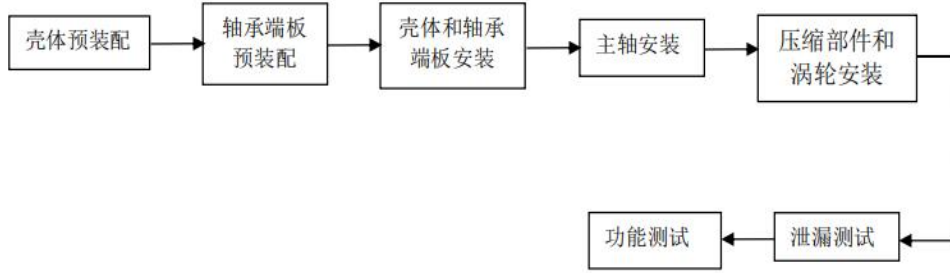 壳体预装配
轴承端板
预装配
壳体和轴承
端板安装
主轴安装
压缩部件和
涡轮安装
泄漏测试
功能测试